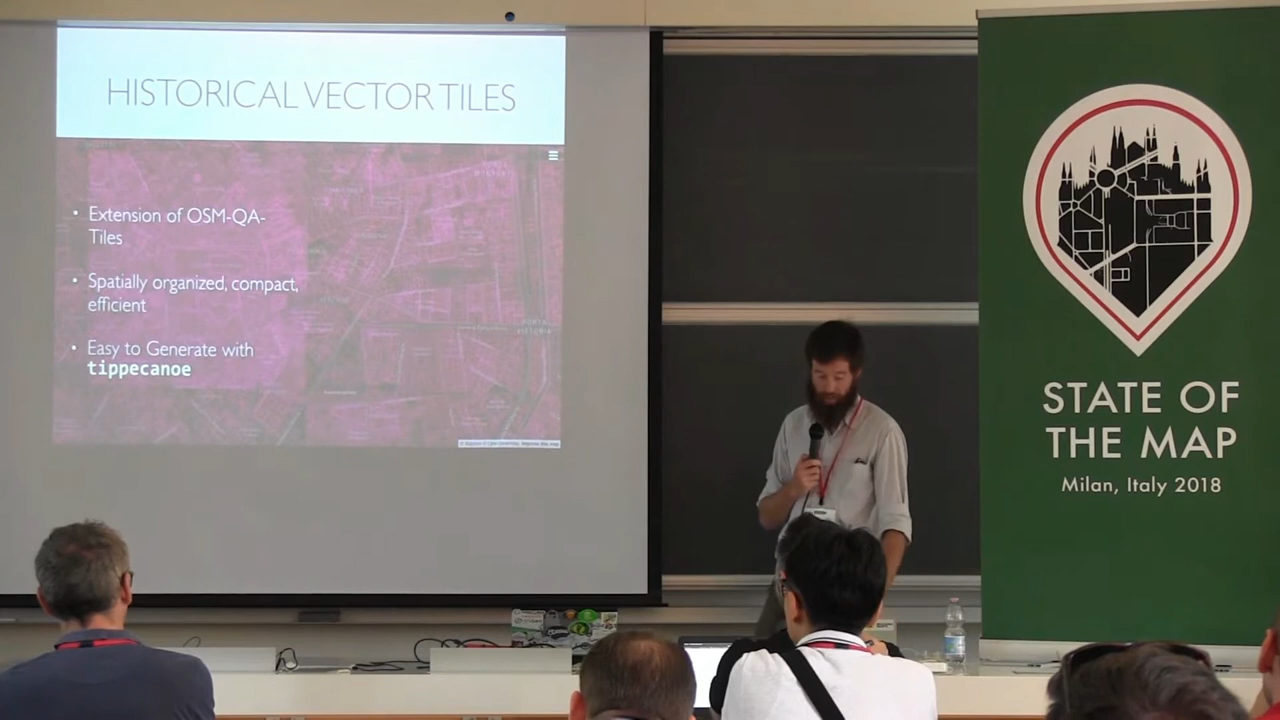 HISTORICAL VECTOR TILES
• Extension of OSM-QA-
Tiles
• Spatially organized, compact,
efficient
• Easy to Generate with
tippecanoe
STATE OF
THE MAP
Milan, Italy 2018